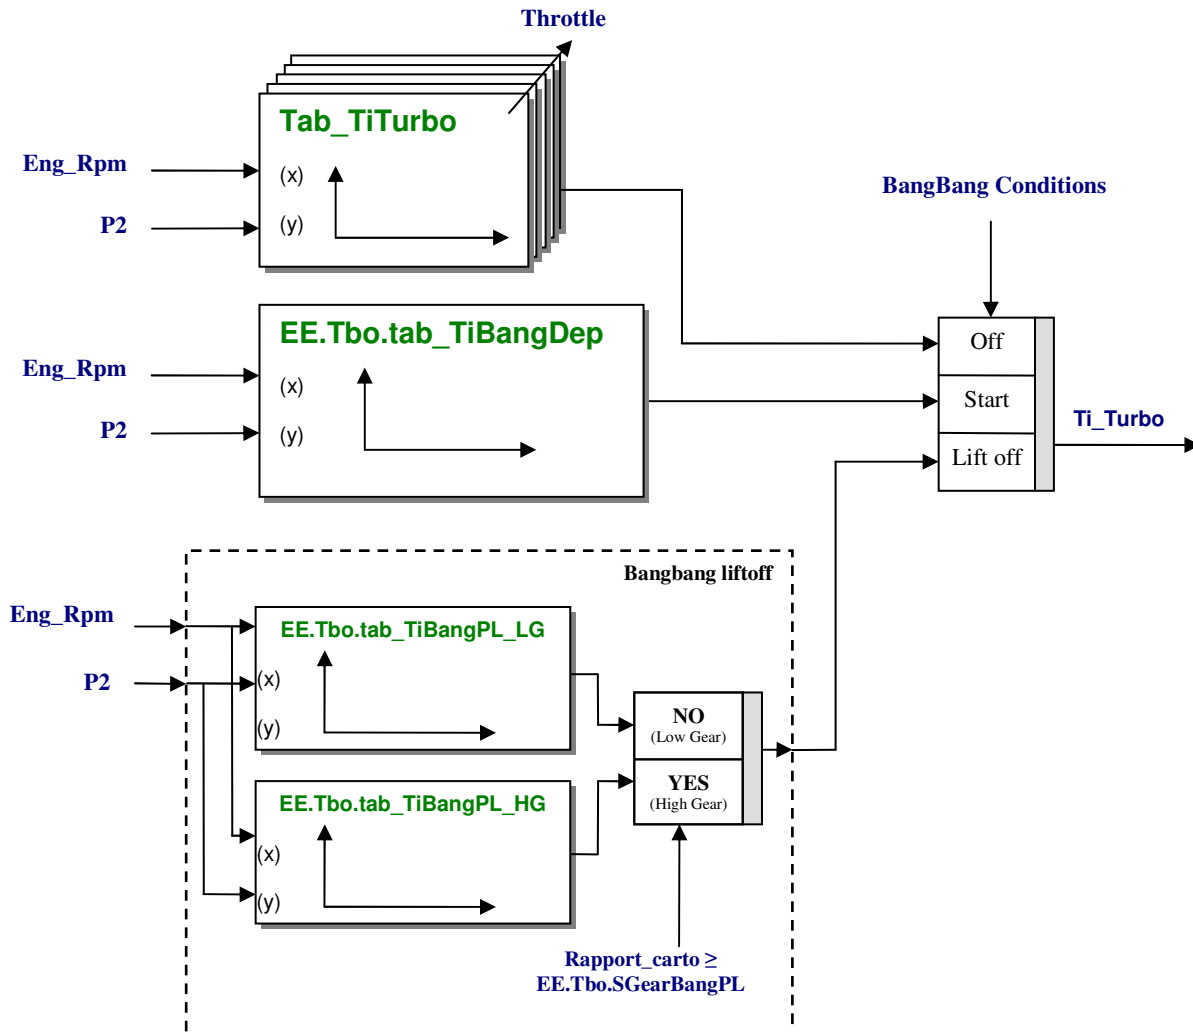 Throttle
Tab_TiTurbo
Eng_Rpm
(x)
P2
(y)
BangBang Conditions
EE.Tbo.tab_TiBangDep
Eng_Rpm
(x)
P2
(y)
Off
Start
Lift off
Ti_Turbo
Bangbang liftoff
Eng_Rpm
P2
EE.Tbo.tab_TiBangPL_LG
(x)
(y)
EE.Tbo.tab_TiBangPL_HG
(x)
(y)
NO
(Low Gear)
YES
(High Gear)
Rapport_carto ≥
EE.Tbo.SGearBangPL